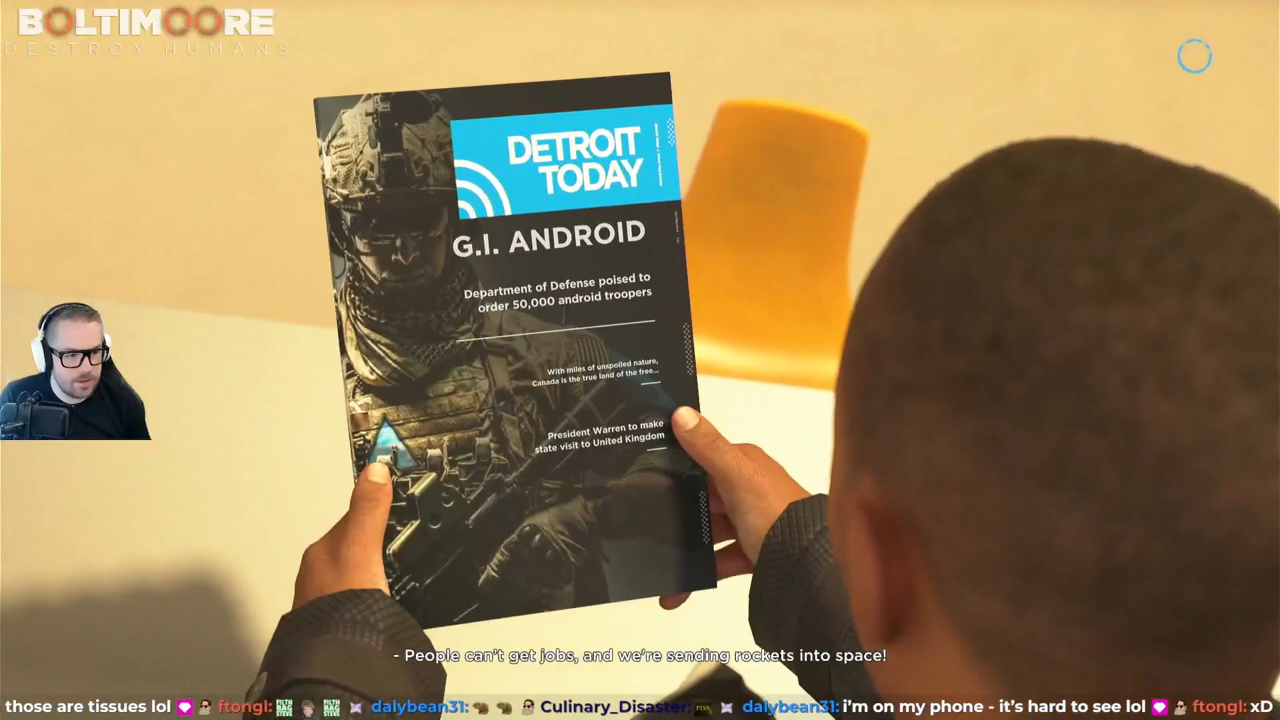 BOLTIMOORE
DESTROY HUMANS
DETROIT
TODAY
G.I. ANDROID
Department of Defense poised to
order 50,000 android troopers
With miles of unspoiled nature,
Canada is the true land of the free...
President Warren to make
state visit to United Kingdom
- People can't get jobs, and we're sending rockets into space!
those are tissues lol ftongl: dalybean31: Culinary_Disaster: dalybean31: i'm on my phone - it's hard to see lol ftongl: xD